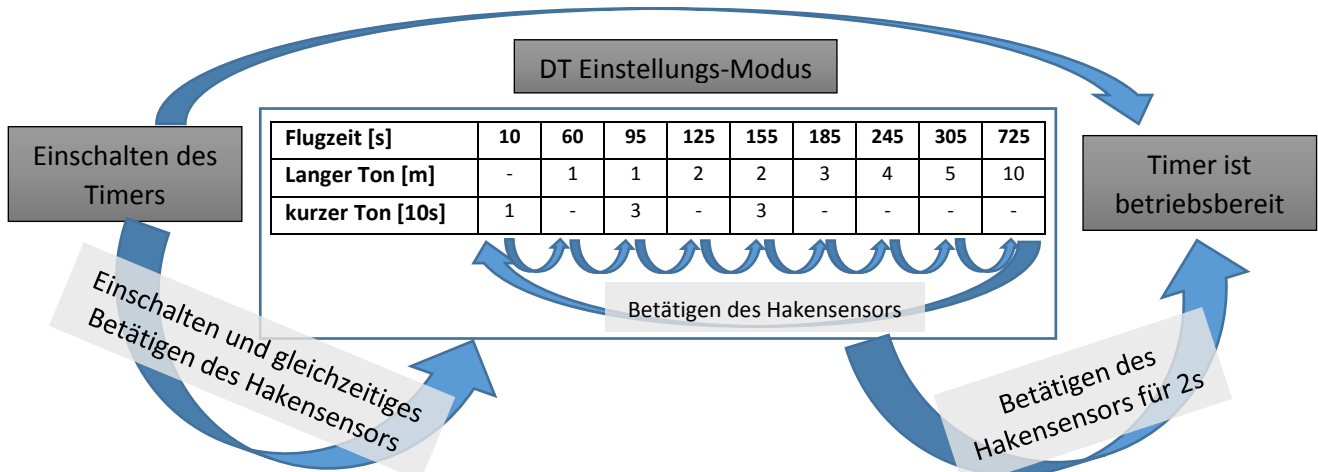 DT Einstellungs-Modus
Einschalten des
Timers
Flugzeit [s] 10 60 95 125 155 185 245 305 725
Langer Ton [m] - 1 1 2 2 3 4 5 10
kurzer Ton [10s] 1 - 3 - 3 - - - -
Timer ist
betriebsbereit
Betätigen des Hakensensors
Einschalten und gleichzeitiges
Betätigen des Hakensensors
Betätigen des
Hakensensors für 2s